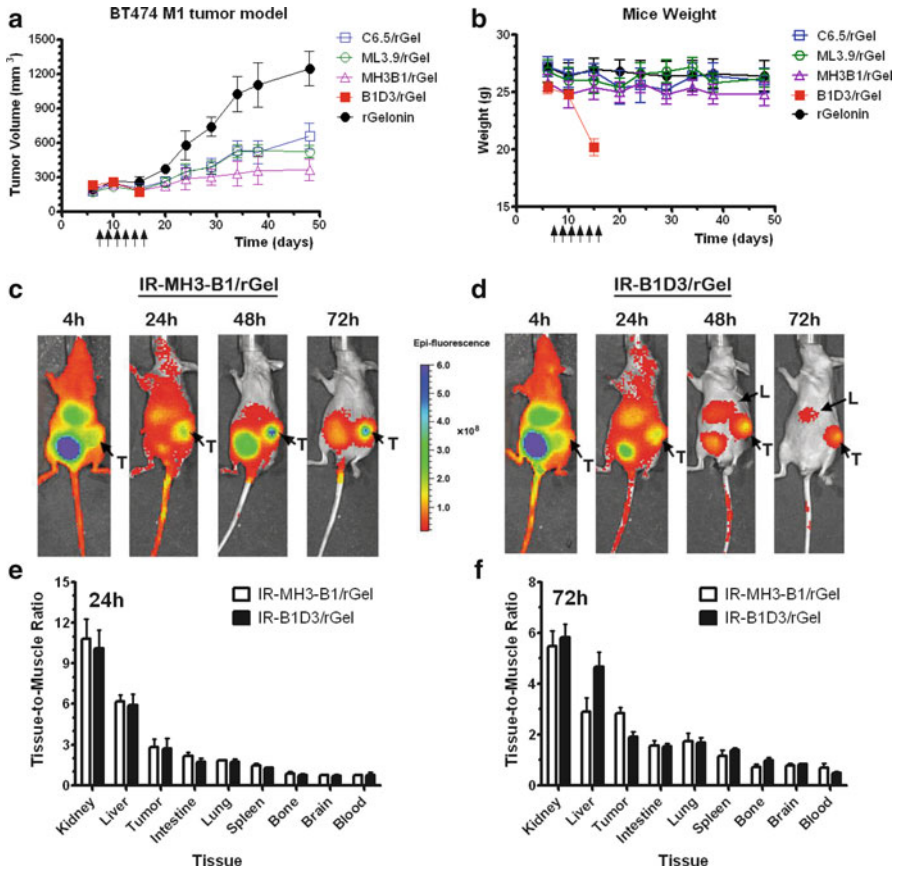 a
BT474 M1 tumor model
Tumor Volume (mm ³)
1500
1200
900
600
300
0
0 10 20 30 40 50
Time (days)
C6.5/rGel
ML3.9/rGel
MH3B1/rGel
B1D3/rGel
rGelonin
b
Mice Weight
Weight (g)
30
25
20
15
0 10 20 30 40 50
Time (days)
C6.5/rGel
ML3.9/rGel
MH3B1/rGel
B1D3/rGel
rGelonin
c
IR-MH3-B1/rGel
4h 24h 48h 72h
T T T T
Epi-fluorescence
6.0
5.0
4.0
×10⁸
3.0
2.0
1.0
d
IR-B1D3/rGel
4h 24h 48h 72h
L L
T T T T
e
24h
IR-MH3-B1/rGel
IR-B1D3/rGel
Tissue-to-Muscle Ratio
15
12
9
6
3
0
Kidney Liver Tumor Intestine Lung Spleen Bone Brain Blood
Tissue
f
72h
IR-MH3-B1/rGel
IR-B1D3/rGel
Tissue-to-Muscle Ratio
8
6
4
2
0
Kidney Liver Tumor Intestine Lung Spleen Bone Brain Blood
Tissue